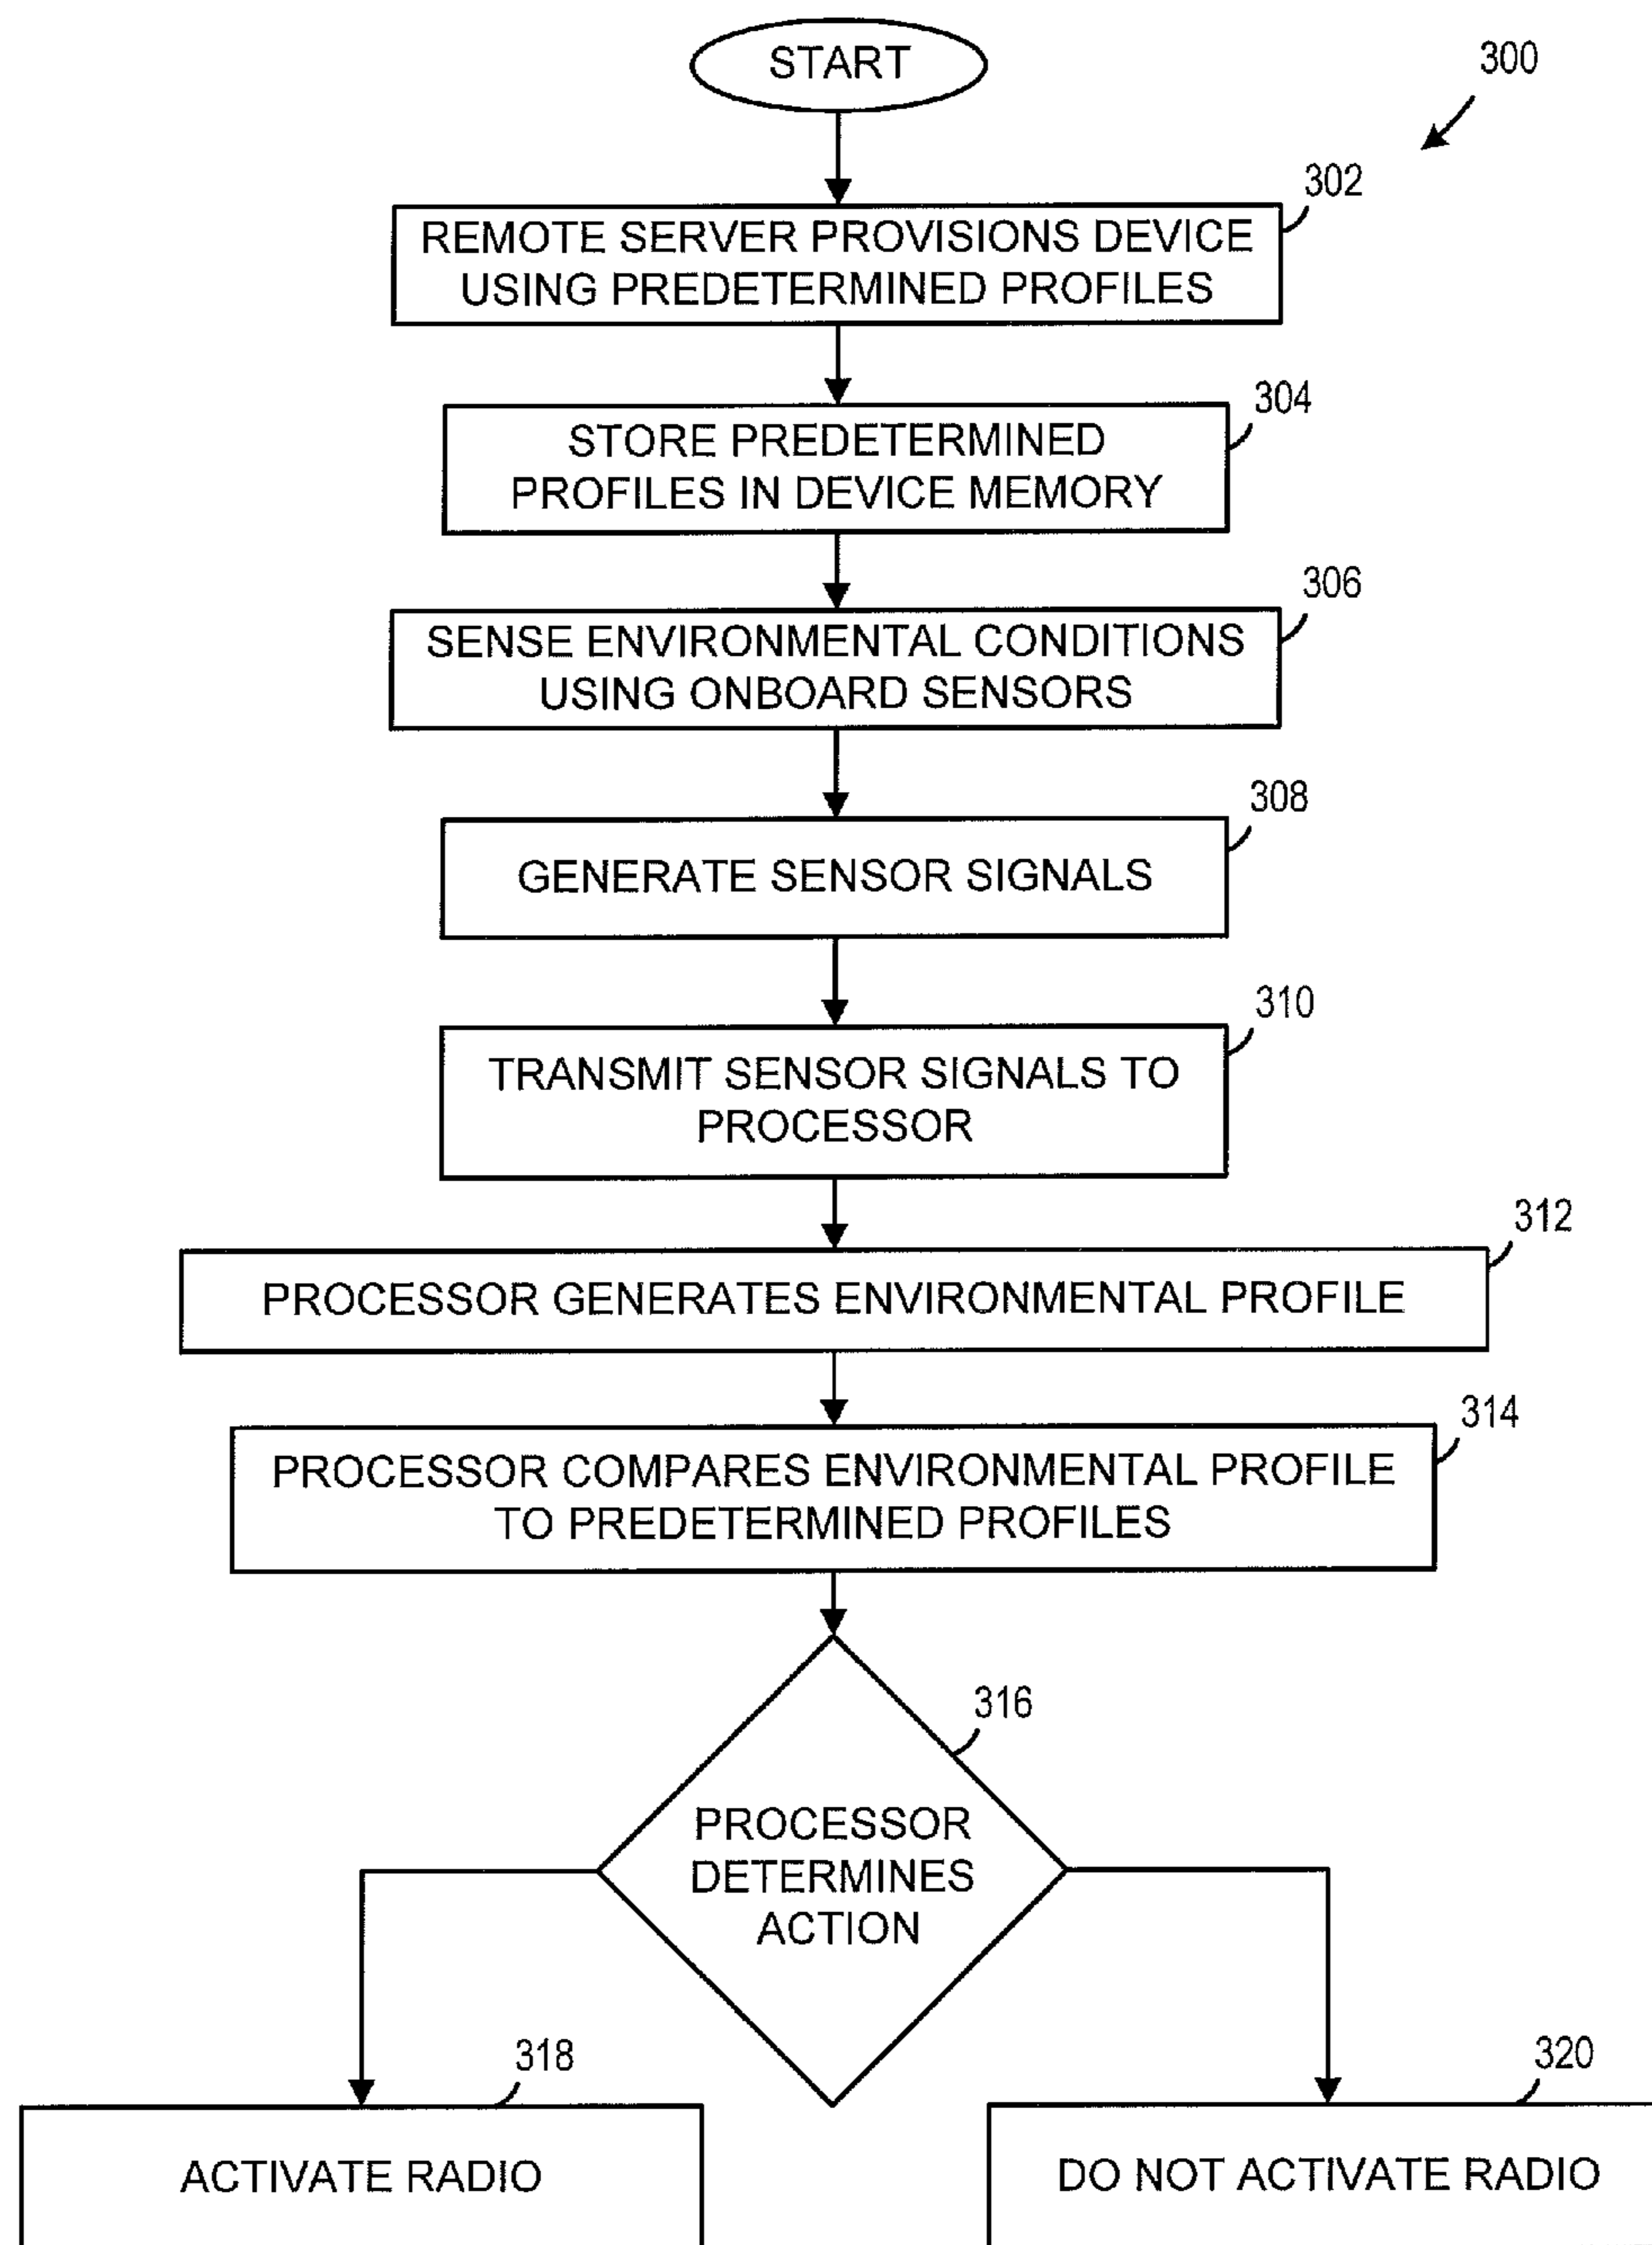 START
300
302
REMOTE SERVER PROVISIONS DEVICE
USING PREDETERMINED PROFILES
304
STORE PREDETERMINED
PROFILES IN DEVICE MEMORY
306
SENSE ENVIRONMENTAL CONDITIONS
USING ONBOARD SENSORS
308
GENERATE SENSOR SIGNALS
310
TRANSMIT SENSOR SIGNALS TO
PROCESSOR
312
PROCESSOR GENERATES ENVIRONMENTAL PROFILE
314
PROCESSOR COMPARES ENVIRONMENTAL PROFILE
TO PREDETERMINED PROFILES
316
PROCESSOR
DETERMINES
ACTION
318
ACTIVATE RADIO
320
DO NOT ACTIVATE RADIO